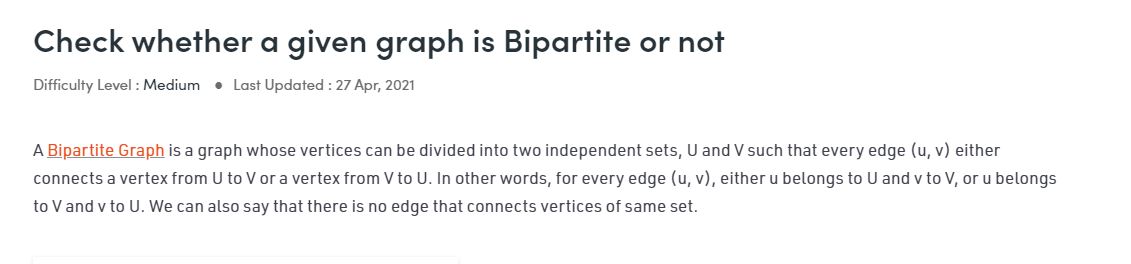 Check whether a given graph is Bipartite or not
Difficulty Level : Medium ● Last Updated : 27 Apr, 2021
A Bipartite Graph is a graph whose vertices can be divided into two independent sets, U and V such that every edge (u, v) either
connects a vertex from U to V or a vertex from V to U. In other words, for every edge (u, v), either u belongs to U and v to V, or u belongs
to V and v to U. We can also say that there is no edge that connects vertices of same set.